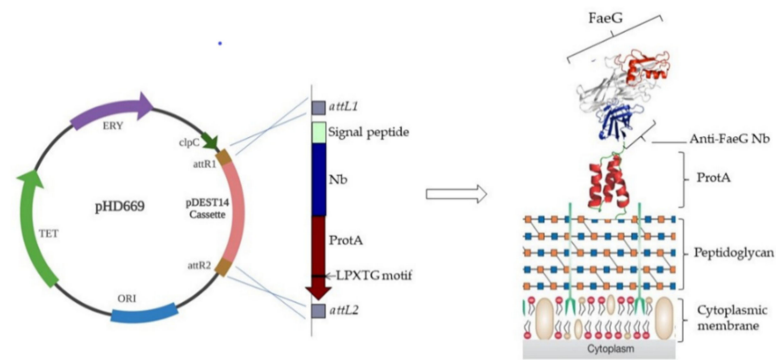 ERY
clpC
attR1
pHD669
pDEST14
Cassette
TET
attR2
ORI
attL1
Signal peptide
Nb
ProtA
LPXTG motif
attL2
FaeG
Anti-FaeG Nb
ProtA
Peptidoglycan
Cytoplasmic
membrane
Cytoplasm